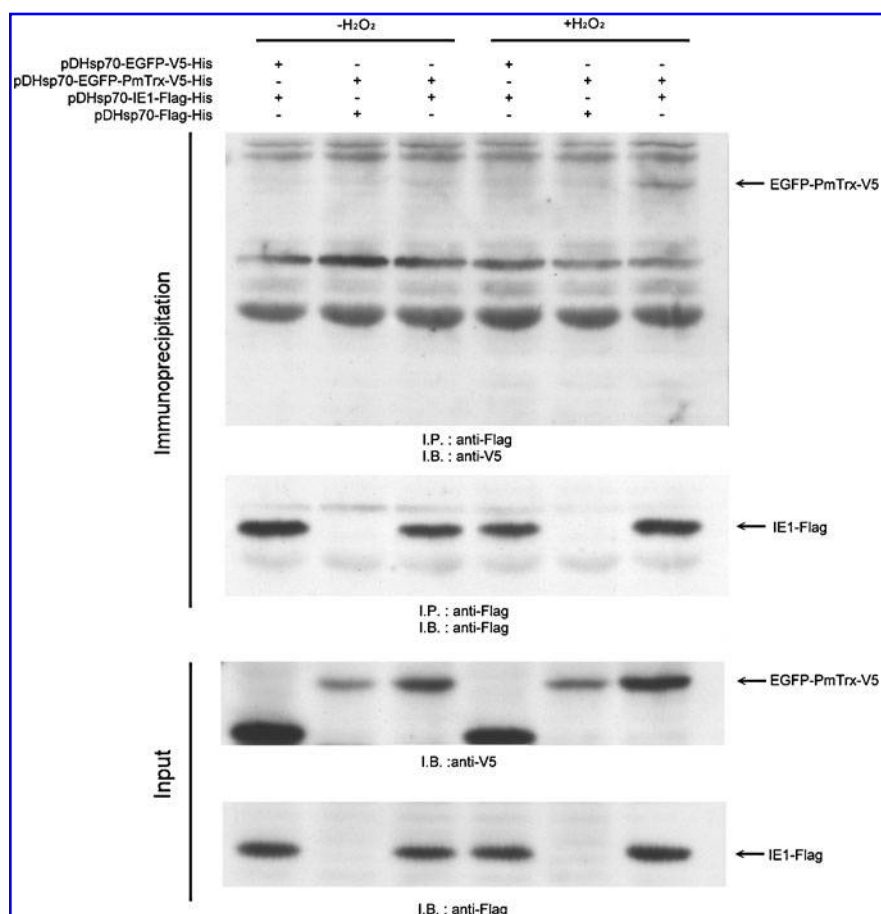 -H₂O₂ +H₂O₂
pDHsp70-EGFP-V5-His + - - + - -
pDHsp70-EGFP-PmTrx-V5-His - + + - + +
pDHsp70-IE1-Flag-His + - + + - +
pDHsp70-Flag-His - + - - + -
Immunoprecipitation
EGFP-PmTrx-V5
I.P. : anti-Flag
I.B. : anti-V5
IE1-Flag
I.P. : anti-Flag
I.B. : anti-Flag
Input
EGFP-PmTrx-V5
I.B. :anti-V5
IE1-Flag
I.B. : anti-Flag